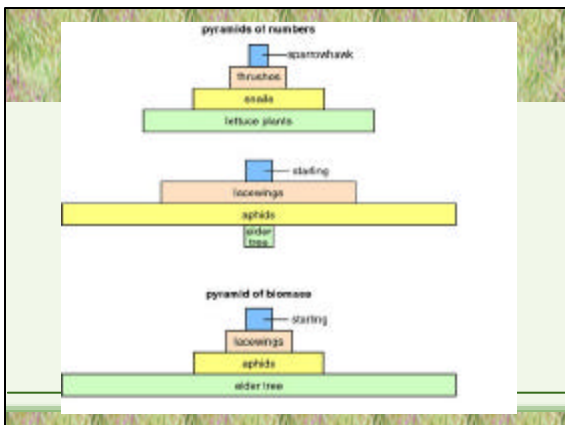 pyramids of numbers
sparrowhawk
thrushes
snails
lettuce plants
starling
lacewings
aphids
elder
tree
pyramid of biomass
starling
lacewings
aphids
elder tree